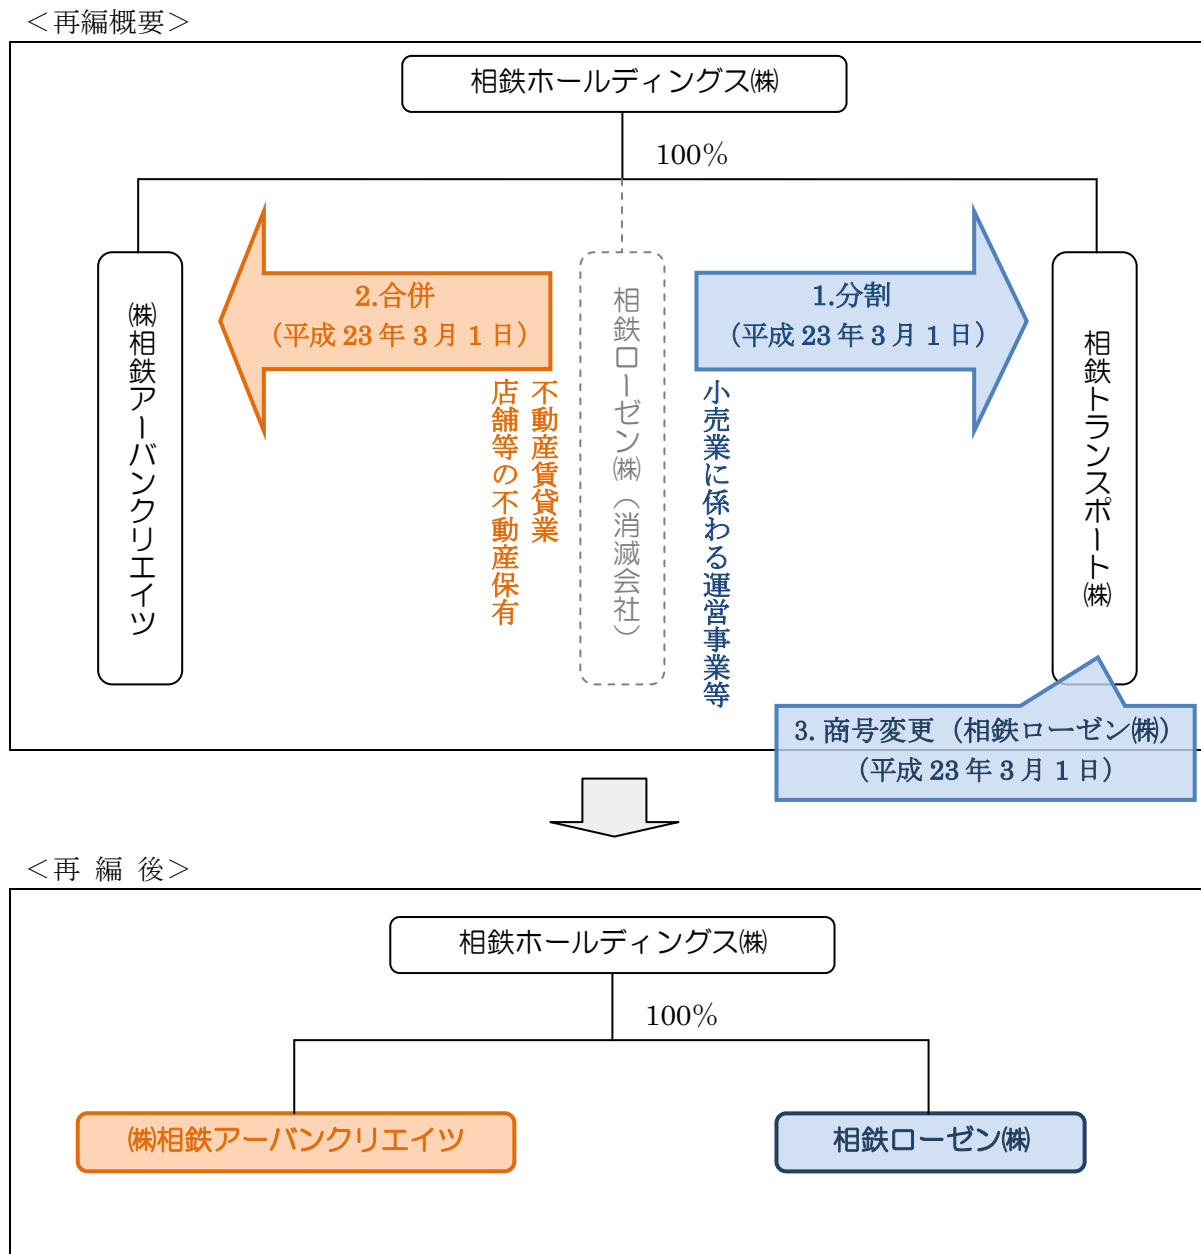 ＜再編概要＞
相鉄ホールディングス㈱
100％
㈱相鉄アーバンクリエイツ
2.合併
（平成 23 年 3 月 1 日）
不動産賃貸業
店舗等の不動産保有
相鉄ローゼン㈱（消滅会社）
1.分割
（平成 23 年 3 月 1 日）
小売業に係わる運営事業等
相鉄トランスポート㈱
3. 商号変更（相鉄ローゼン㈱）
（平成 23 年 3 月 1 日）
＜再 編 後＞
相鉄ホールディングス㈱
100％
㈱相鉄アーバンクリエイツ
相鉄ローゼン㈱